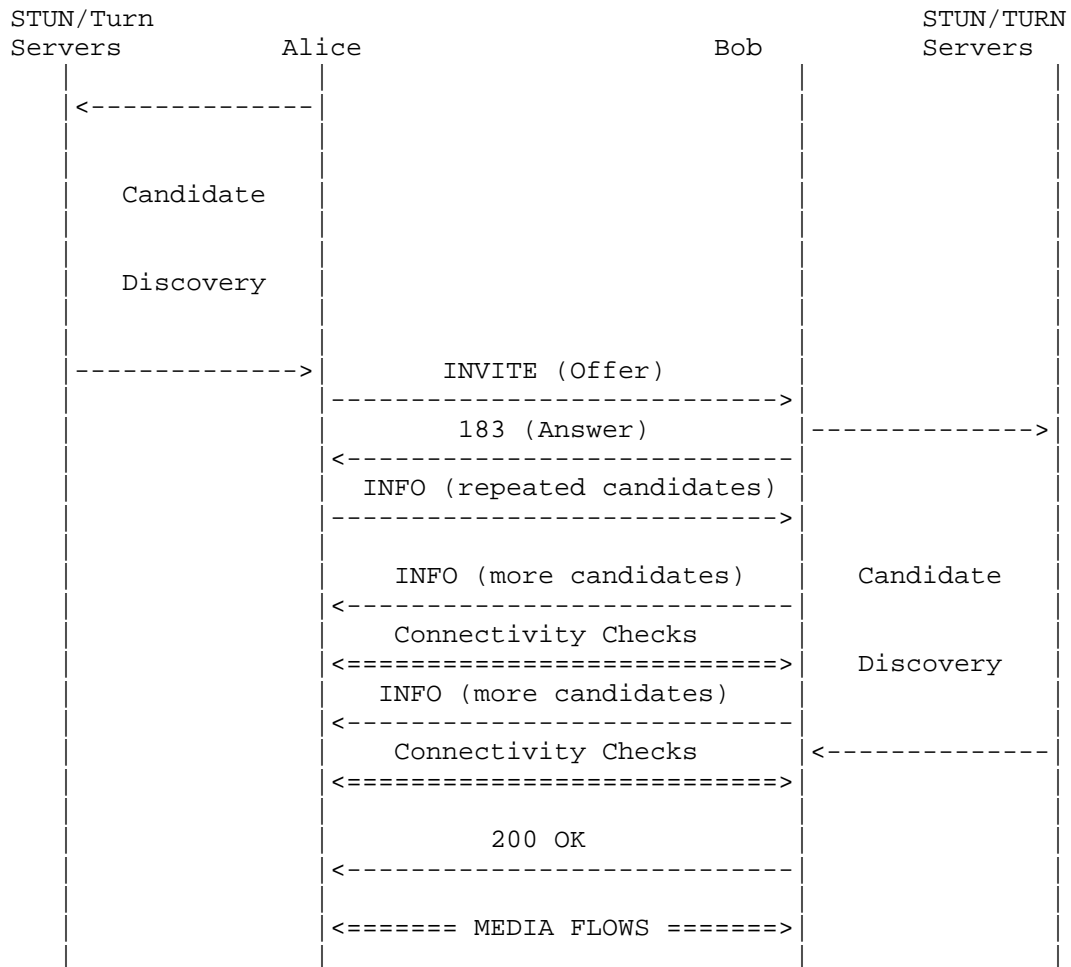 STUN/Turn STUN/TURN
Servers Alice Bob Servers
Candidate
Discovery
INVITE (Offer)
183 (Answer)
INFO (repeated candidates)
INFO (more candidates) Candidate
Connectivity Checks
Discovery
INFO (more candidates)
Connectivity Checks
200 OK
MEDIA FLOWS